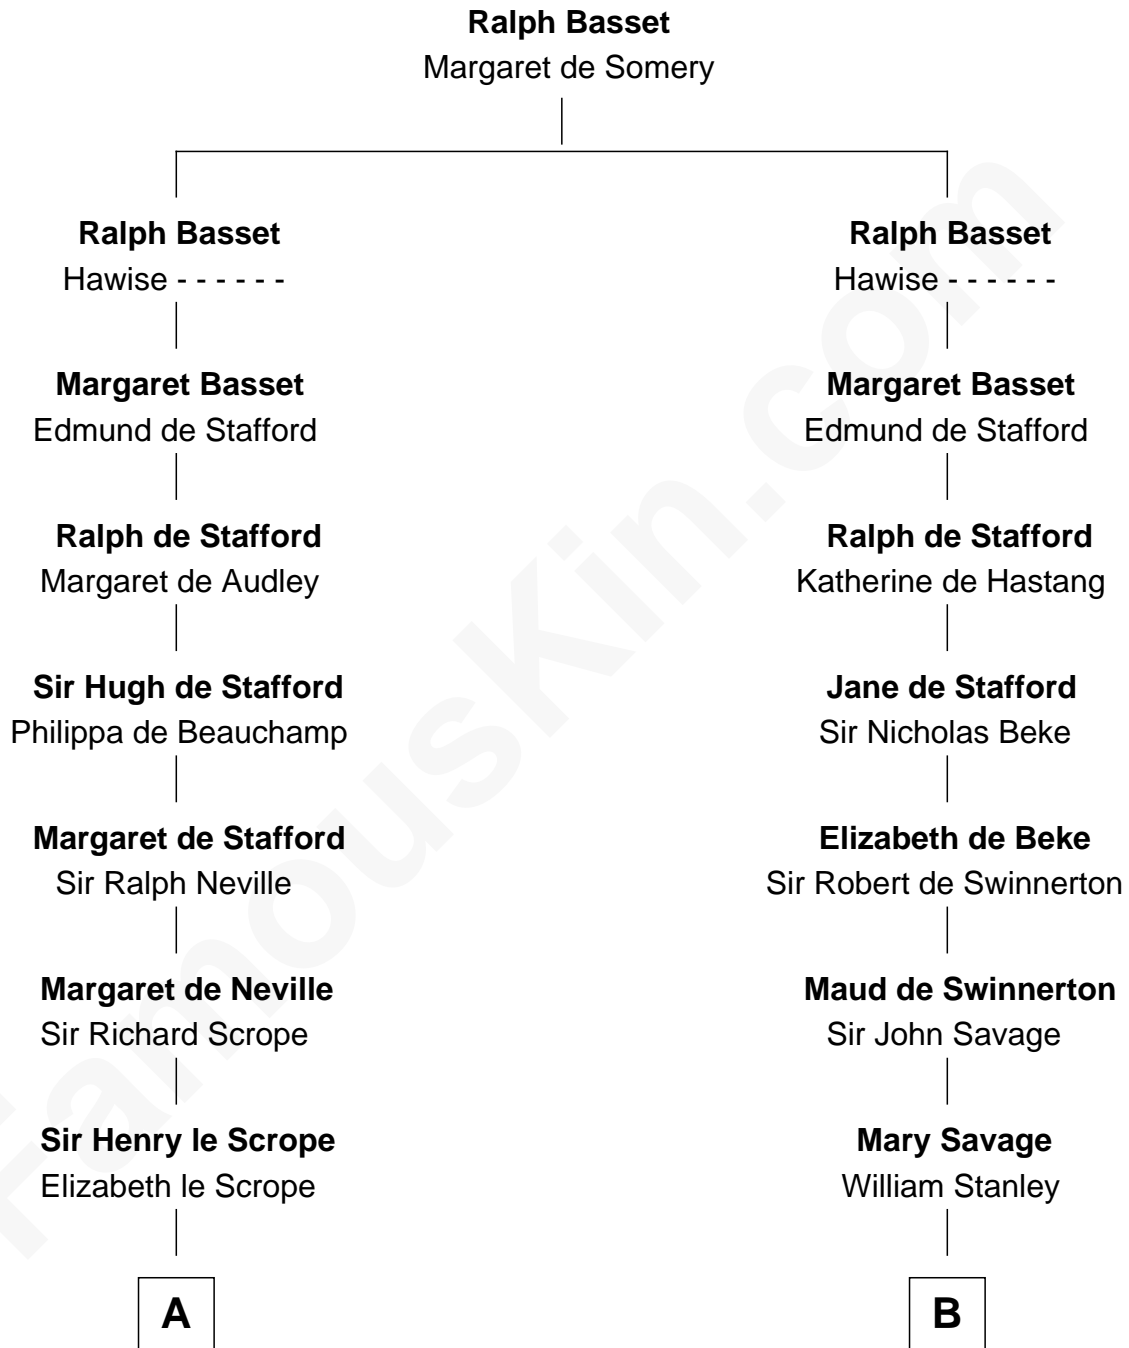 Ralph Basset
Margaret de Somery
Ralph Basset
Hawise - - - - - -
Ralph Basset
Hawise - - - - - -
Margaret Basset
Edmund de Stafford
Margaret Basset
Edmund de Stafford
Ralph de Stafford
Margaret de Audley
Ralph de Stafford
Katherine de Hastang
Sir Hugh de Stafford
Philippa de Beauchamp
Jane de Stafford
Sir Nicholas Beke
Margaret de Stafford
Sir Ralph Neville
Elizabeth de Beke
Sir Robert de Swinnerton
Margaret de Neville
Sir Richard Scrope
Maud de Swinnerton
Sir John Savage
Sir Henry le Scrope
Elizabeth le Scrope
Mary Savage
William Stanley
A
B
FamousKin.com